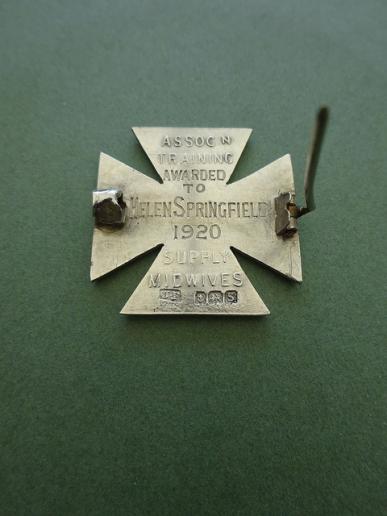 ASSOCN
TRAINING
AWARDED
TO
HELEN SPRINGFIELD
1920
SUPPLY
MIDWIVES